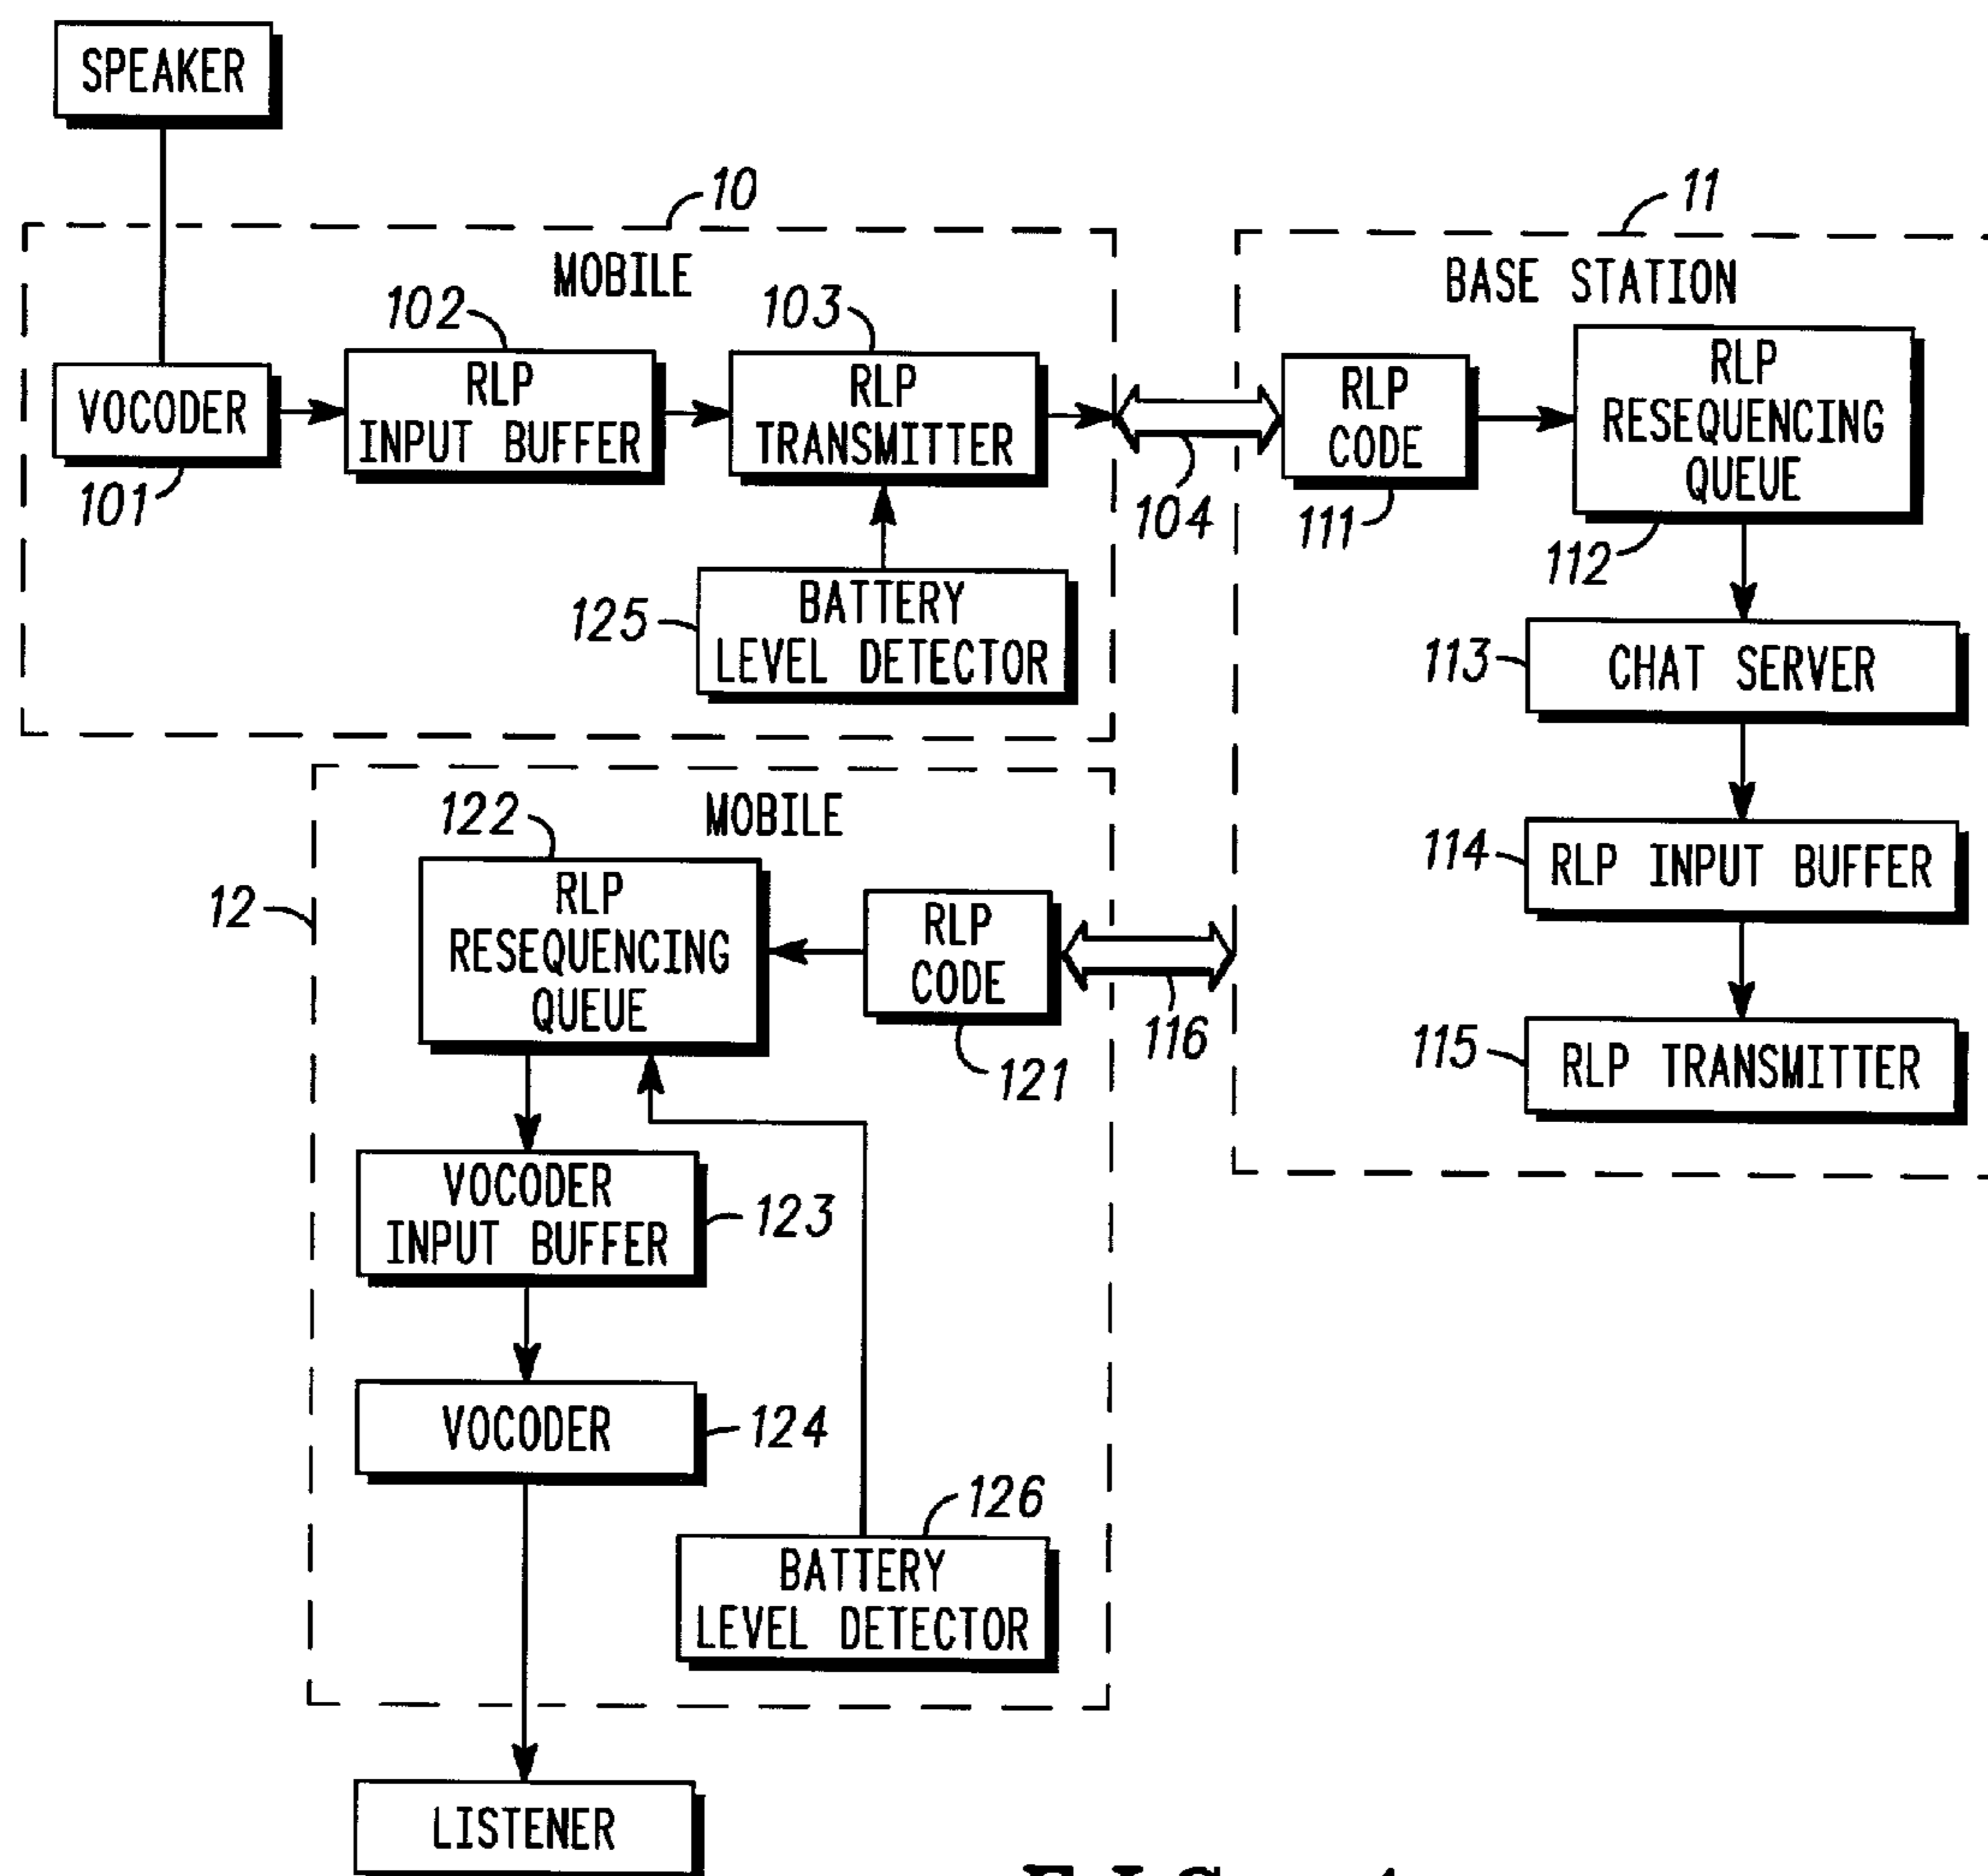 SPEAKER
10
11
MOBILE
BASE STATION
102
103
VOCODER
101
RLP
INPUT BUFFER
RLP
TRANSMITTER
104
RLP
CODE
111
RLP
RESEQUENCING
QUEUE
112
125
BATTERY
LEVEL DETECTOR
113
CHAT SERVER
114
RLP INPUT BUFFER
115
RLP TRANSMITTER
12
MOBILE
122
RLP
RESEQUENCING
QUEUE
RLP
CODE
121
116
VOCODER
INPUT BUFFER
123
VOCODER
124
126
BATTERY
LEVEL DETECTOR
LISTENER